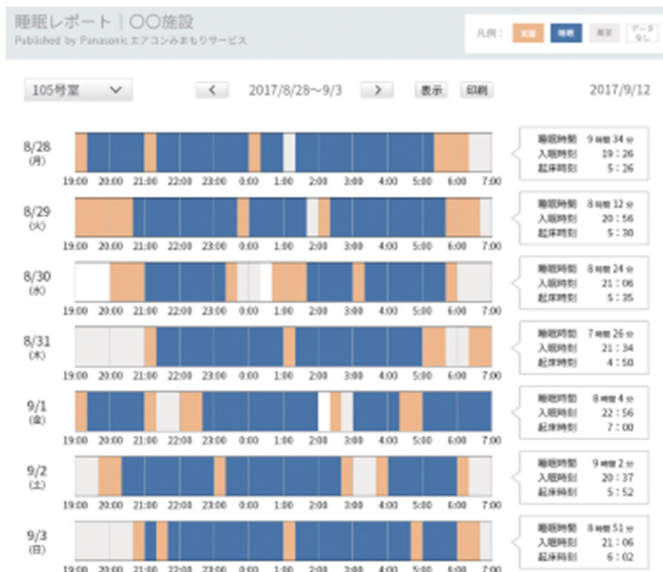 睡眠レポート｜〇〇施設
Published by Panasonic エアコンみまもりサービス
凡例： 在室 睡眠 離室 データなし
105号室 2017/8/28～9/3 表示 印刷 2017/9/12
8/28
(月)
19:00 20:00 21:00 22:00 23:00 0:00 1:00 2:00 3:00 4:00 5:00 6:00 7:00
睡眠時間 9時間34分
入眠時刻 19：26
起床時刻 5：26
8/29
(火)
19:00 20:00 21:00 22:00 23:00 0:00 1:00 2:00 3:00 4:00 5:00 6:00 7:00
睡眠時間 8時間12分
入眠時刻 20：56
起床時刻 5：30
8/30
(水)
19:00 20:00 21:00 22:00 23:00 0:00 1:00 2:00 3:00 4:00 5:00 6:00 7:00
睡眠時間 8時間24分
入眠時刻 21：06
起床時刻 5：35
8/31
(木)
19:00 20:00 21:00 22:00 23:00 0:00 1:00 2:00 3:00 4:00 5:00 6:00 7:00
睡眠時間 7時間26分
入眠時刻 21：34
起床時刻 4：50
9/1
(金)
19:00 20:00 21:00 22:00 23:00 0:00 1:00 2:00 3:00 4:00 5:00 6:00 7:00
睡眠時間 8時間4分
入眠時刻 22：56
起床時刻 7：00
9/2
(土)
19:00 20:00 21:00 22:00 23:00 0:00 1:00 2:00 3:00 4:00 5:00 6:00 7:00
睡眠時間 9時間2分
入眠時刻 20：37
起床時刻 5：52
9/3
(日)
19:00 20:00 21:00 22:00 23:00 0:00 1:00 2:00 3:00 4:00 5:00 6:00 7:00
睡眠時間 8時間51分
入眠時刻 21：06
起床時刻 6：02